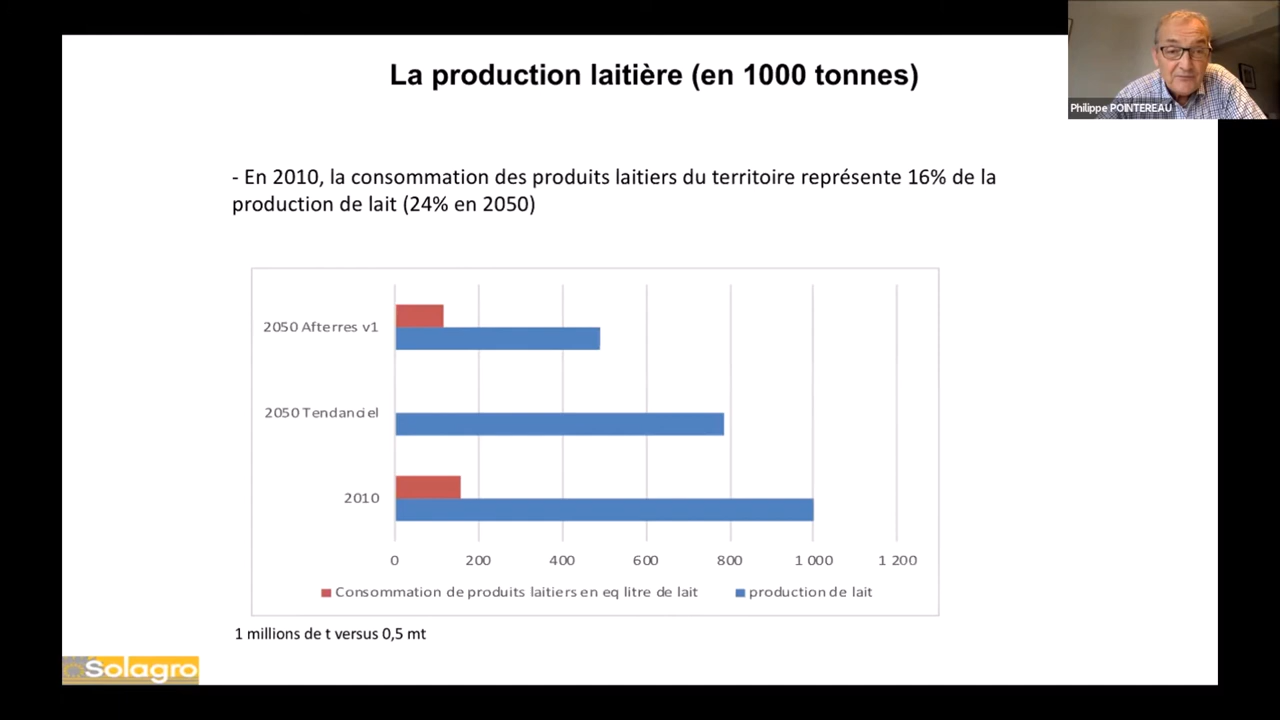 La production laitière (en 1000 tonnes)
Philippe POINTEREAU
- En 2010, la consommation des produits laitiers du territoire représente 16% de la
production de lait (24% en 2050)
2050 Afterres v1
2050 Tendanciel
2010
0 200 400 600 800 1 000 1 200
Consommation de produits laitiers en eq litre de lait production de lait
1 millions de t versus 0,5 mt
Solagro